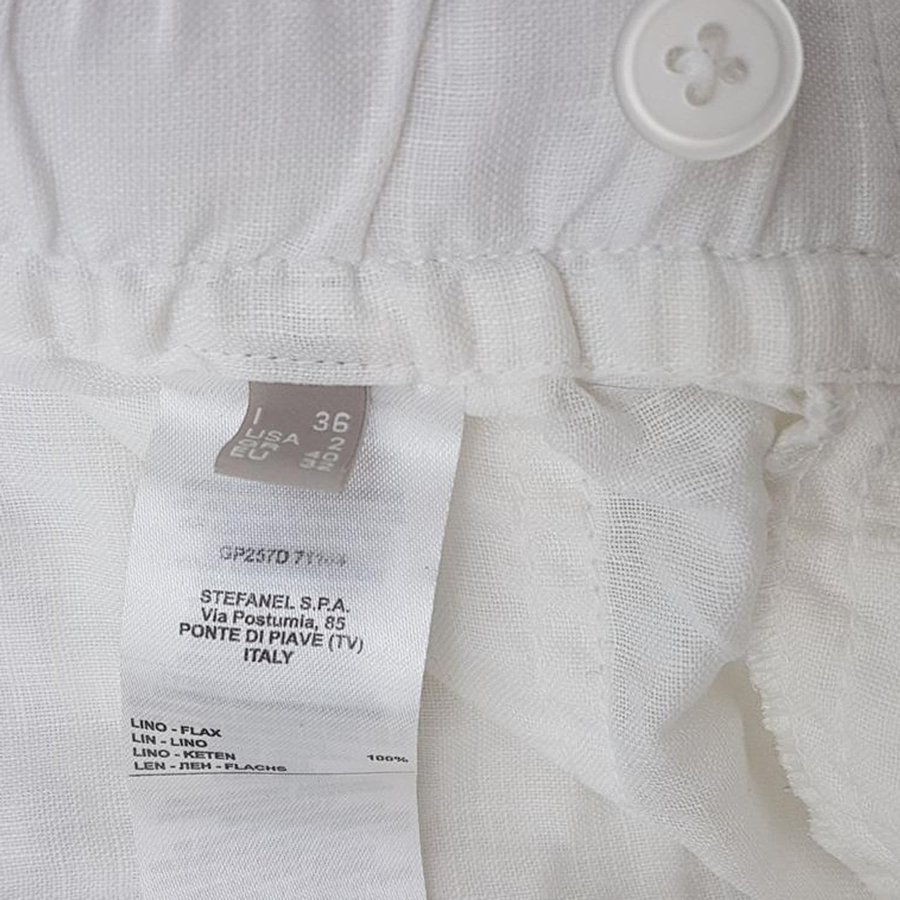 I 36
USA 2
EU
STEFANEL S.P.A.
Via Postumia, 85
PONTE DI PIAVE (TV)
ITALY
LINO - FLAX
LIN - LINO
LINO - KETEN 100%
LEN - ЛЕН - FLACHS